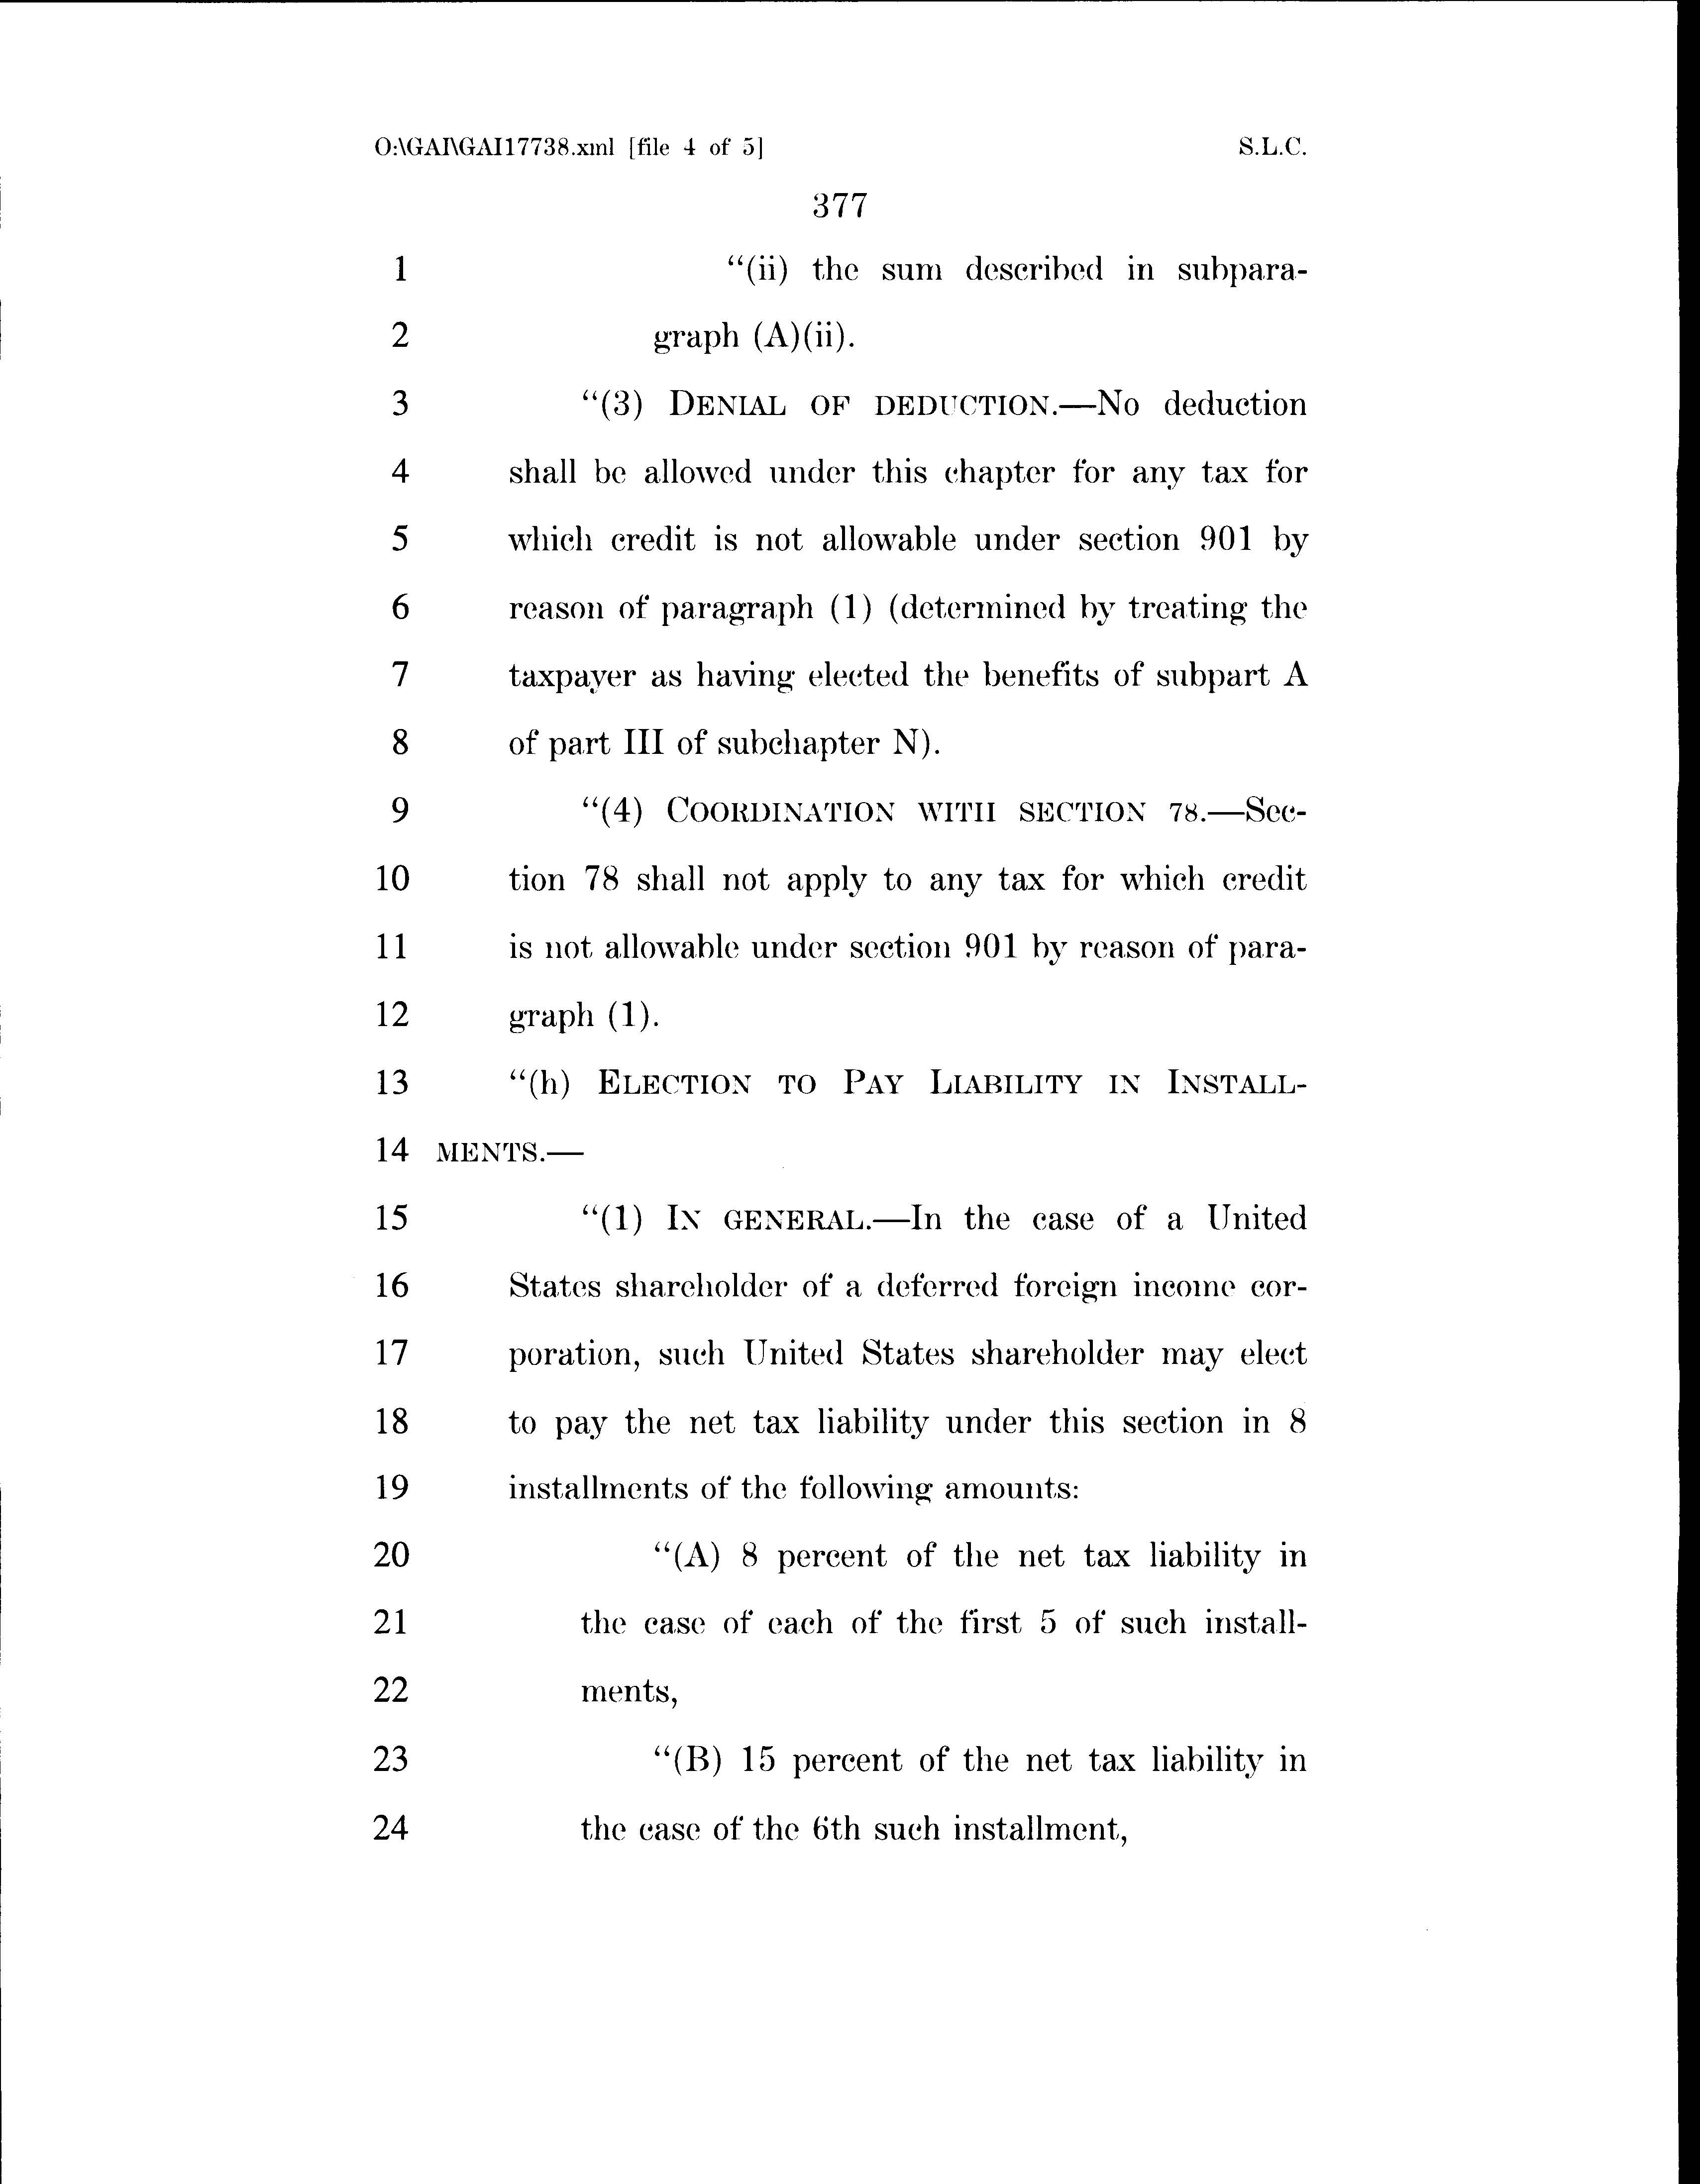 O:\GAI\GAI17738.xml [file 4 of 5] S.L.C.
377
1 “(ii) the sum described in subpara-
2 graph (A)(ii).
3 “(3) DENIAL OF DEDUCTION.—No deduction
4 shall be allowed under this chapter for any tax for
5 which credit is not allowable under section 901 by
6 reason of paragraph (1) (determined by treating the
7 taxpayer as having elected the benefits of subpart A
8 of part III of subchapter N).
9 “(4) COORDINATION WITH SECTION 78.—Sec-
10 tion 78 shall not apply to any tax for which credit
11 is not allowable under section 901 by reason of para-
12 graph (1).
13 “(h) ELECTION TO PAY LIABILITY IN INSTALL-
14 MENTS.—
15 “(1) IN GENERAL.—In the case of a United
16 States shareholder of a deferred foreign income cor-
17 poration, such United States shareholder may elect
18 to pay the net tax liability under this section in 8
19 installments of the following amounts:
20 “(A) 8 percent of the net tax liability in
21 the case of each of the first 5 of such install-
22 ments,
23 “(B) 15 percent of the net tax liability in
24 the case of the 6th such installment,